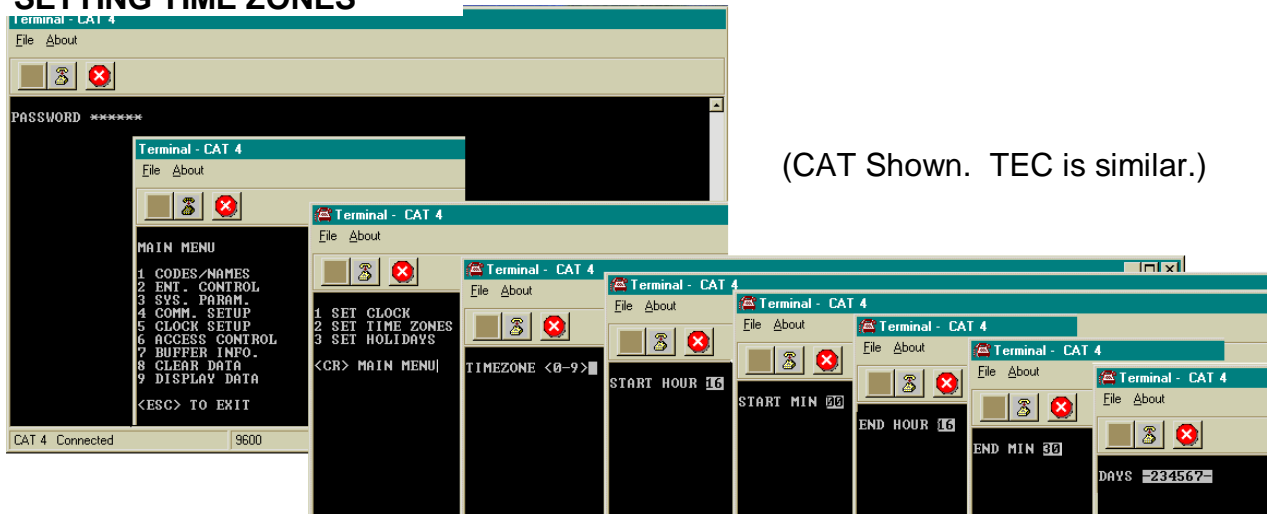 SETTING TIME ZONES
Terminal - CAT 4
File About
PASSWORD ******
(CAT Shown. TEC is similar.)
Terminal - CAT 4
File About
MAIN MENU
1 CODES/NAMES
2 ENT. CONTROL
3 SYS. PARAM.
4 COMM. SETUP
5 CLOCK SETUP
6 ACCESS CONTROL
7 BUFFER INFO.
8 CLEAR DATA
9 DISPLAY DATA
<ESC> TO EXIT
CAT 4 Connected 9600
Terminal - CAT 4
File About
1 SET CLOCK
2 SET TIME ZONES
3 SET HOLIDAYS
<CR> MAIN MENU
Terminal - CAT 4
File About
TIMEZONE <0-9>
Terminal - CAT 4
File About
START HOUR 16
Terminal - CAT 4
File About
START MIN 00
Terminal - CAT 4
File About
END HOUR 16
Terminal - CAT 4
File About
END MIN 30
Terminal - CAT 4
File About
DAYS -234567-